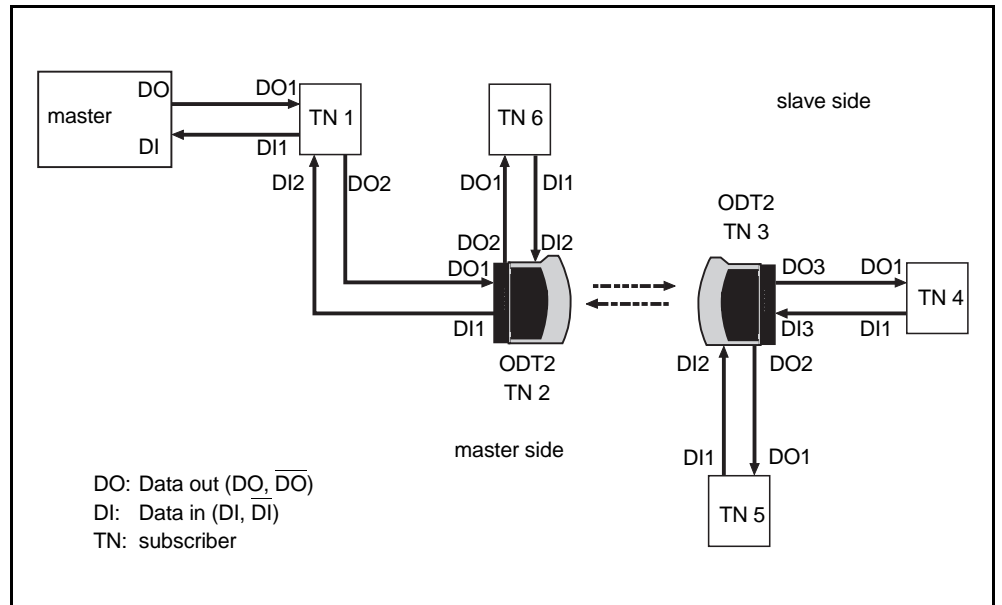 master
DO
DI
DO1
DI1
TN 1
DI2
DO2
TN 6
DO1
DI1
DO2
DI2
DO1
DI1
ODT2
TN 2
slave side
ODT2
TN 3
DO3
DO1
TN 4
DI3
DI1
DI2
DO2
DI1
DO1
TN 5
master side
DO: Data out (DO, D̅O̅)
DI: Data in (DI, D̅I̅)
TN: subscriber